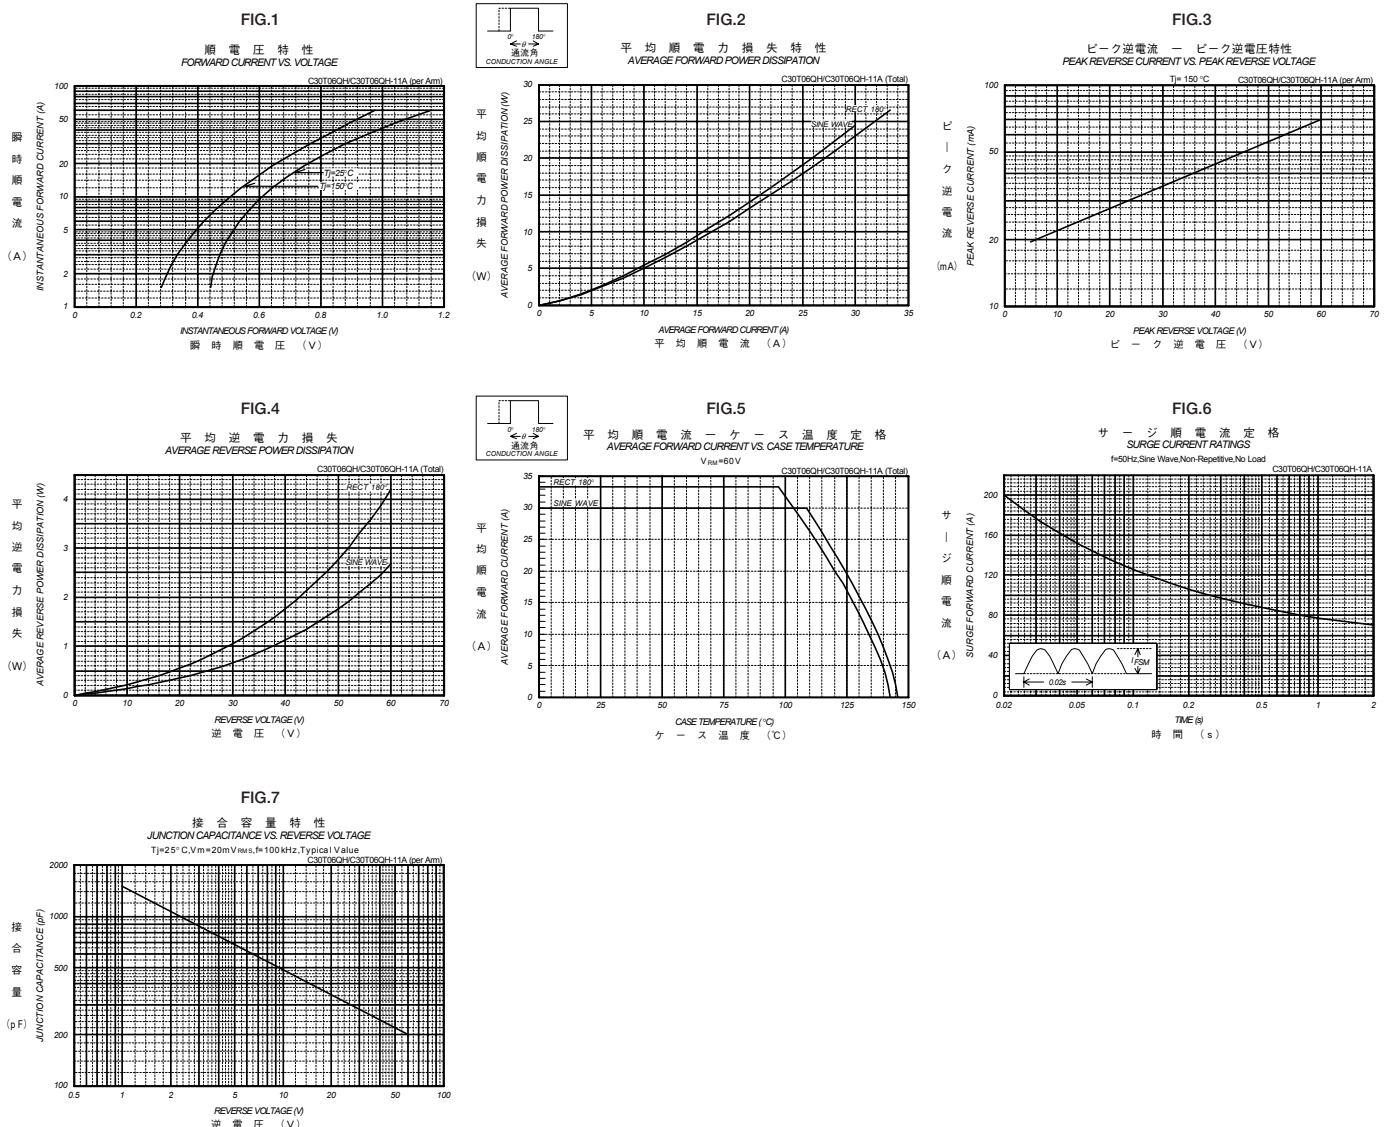 FIG.1
順 電 圧 特 性
FORWARD CURRENT VS. VOLTAGE
C30T06QH/C30T06QH-11A (per Arm)
瞬時順電流 (A)
INSTANTANEOUS FORWARD CURRENT (A)
100
50
20
10
5
2
1
Tj=25°C
Tj=150°C
0 0.2 0.4 0.6 0.8 1.0 1.2
INSTANTANEOUS FORWARD VOLTAGE (V)
瞬 時 順 電 圧 (V)
0° 180°
θ
通流角
CONDUCTION ANGLE
FIG.2
平 均 順 電 力 損 失 特 性
AVERAGE FORWARD POWER DISSIPATION
C30T06QH/C30T06QH-11A (Total)
平均順電力損失 (W)
AVERAGE FORWARD POWER DISSIPATION (W)
30
25
20
15
10
5
0
RECT 180°
SINE WAVE
0 5 10 15 20 25 30 35
AVERAGE FORWARD CURRENT (A)
平 均 順 電 流 (A)
FIG.3
ピーク逆電流 ー ピーク逆電圧特性
PEAK REVERSE CURRENT VS. PEAK REVERSE VOLTAGE
Tj= 150 °C
C30T06QH/C30T06QH-11A (per Arm)
ピーク逆電流 (mA)
PEAK REVERSE CURRENT (mA)
100
50
20
10
0 10 20 30 40 50 60 70
PEAK REVERSE VOLTAGE (V)
ピ ー ク 逆 電 圧 (V)
FIG.4
平 均 逆 電 力 損 失
AVERAGE REVERSE POWER DISSIPATION
C30T06QH/C30T06QH-11A (Total)
平均逆電力損失 (W)
AVERAGE REVERSE POWER DISSIPATION (W)
4
3
2
1
0
RECT 180°
SINE WAVE
0 10 20 30 40 50 60 70
REVERSE VOLTAGE (V)
逆 電 圧 (V)
0° 180°
θ
通流角
CONDUCTION ANGLE
FIG.5
平 均 順 電 流 ー ケ ー ス 温 度 定 格
AVERAGE FORWARD CURRENT VS. CASE TEMPERATURE
VRM=60V
C30T06QH/C30T06QH-11A (Total)
平均順電流 (A)
AVERAGE FORWARD CURRENT (A)
35
30
25
20
15
10
5
0
RECT 180°
SINE WAVE
0 25 50 75 100 125 150
CASE TEMPERATURE (°C)
ケ ー ス 温 度 (℃)
FIG.6
サ ー ジ 順 電 流 定 格
SURGE CURRENT RATINGS
f=50Hz,Sine Wave,Non-Repetitive,No Load
C30T06QH/C30T06QH-11A
サージ順電流 (A)
SURGE FORWARD CURRENT (A)
200
160
120
80
40
0
IFSM
0.02s
0.02 0.05 0.1 0.2 0.5 1 2
TIME (s)
時 間 (s)
FIG.7
接 合 容 量 特 性
JUNCTION CAPACITANCE VS. REVERSE VOLTAGE
Tj=25°C,Vm=20mVRMS,f=100kHz,Typical Value
C30T06QH/C30T06QH-11A (per Arm)
接合容量 (pF)
JUNCTION CAPACITANCE (pF)
2000
1000
500
200
100
0.5 1 2 5 10 20 50 100
REVERSE VOLTAGE (V)
逆 電 圧 (V)